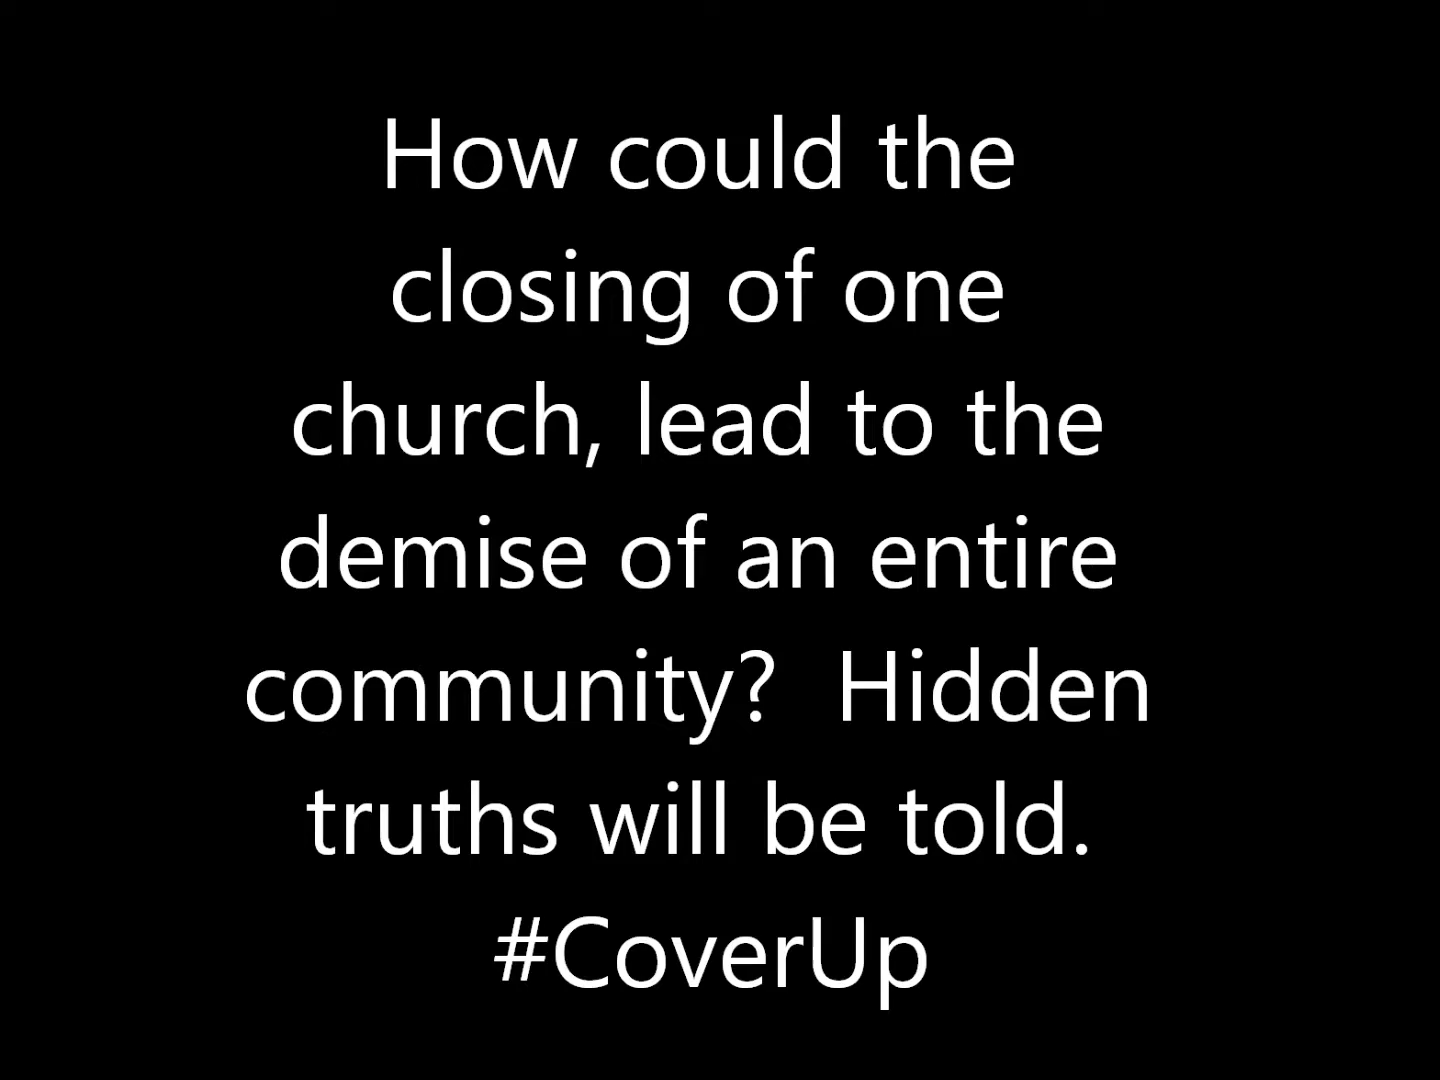 How could the
closing of one
church, lead to the
demise of an entire
community?  Hidden
truths will be told.
#CoverUp